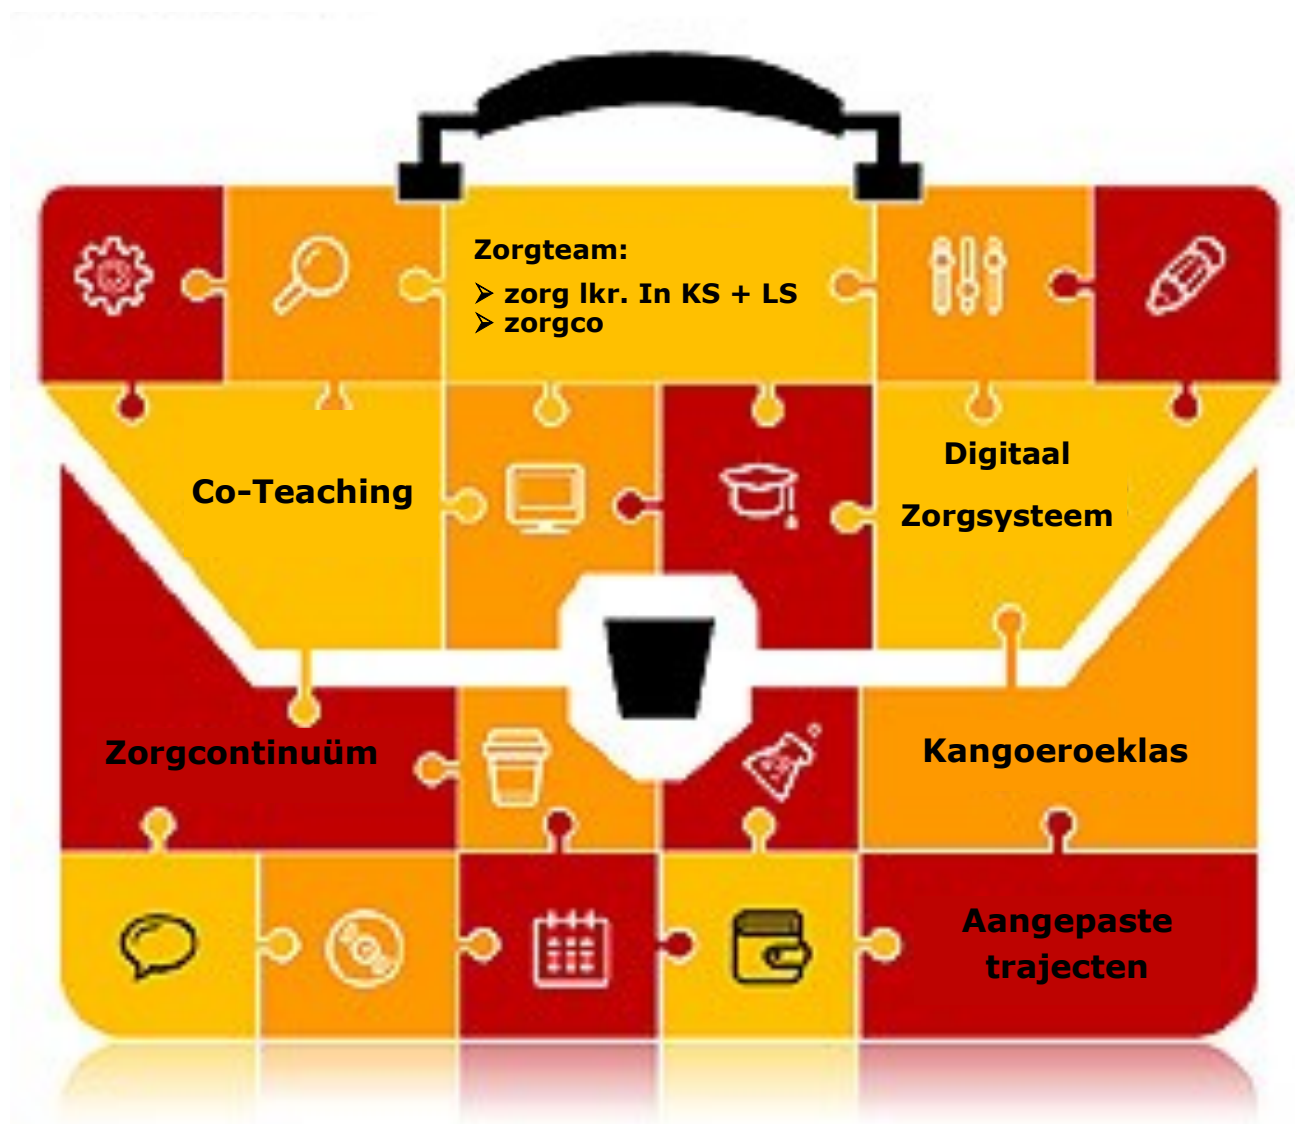 Zorgteam:
➢ zorg lkr. In KS + LS
➢ zorgco
Co-Teaching
Digitaal
Zorgsysteem
Zorgcontinuüm
Kangoeroeklas
Aangepaste
trajecten